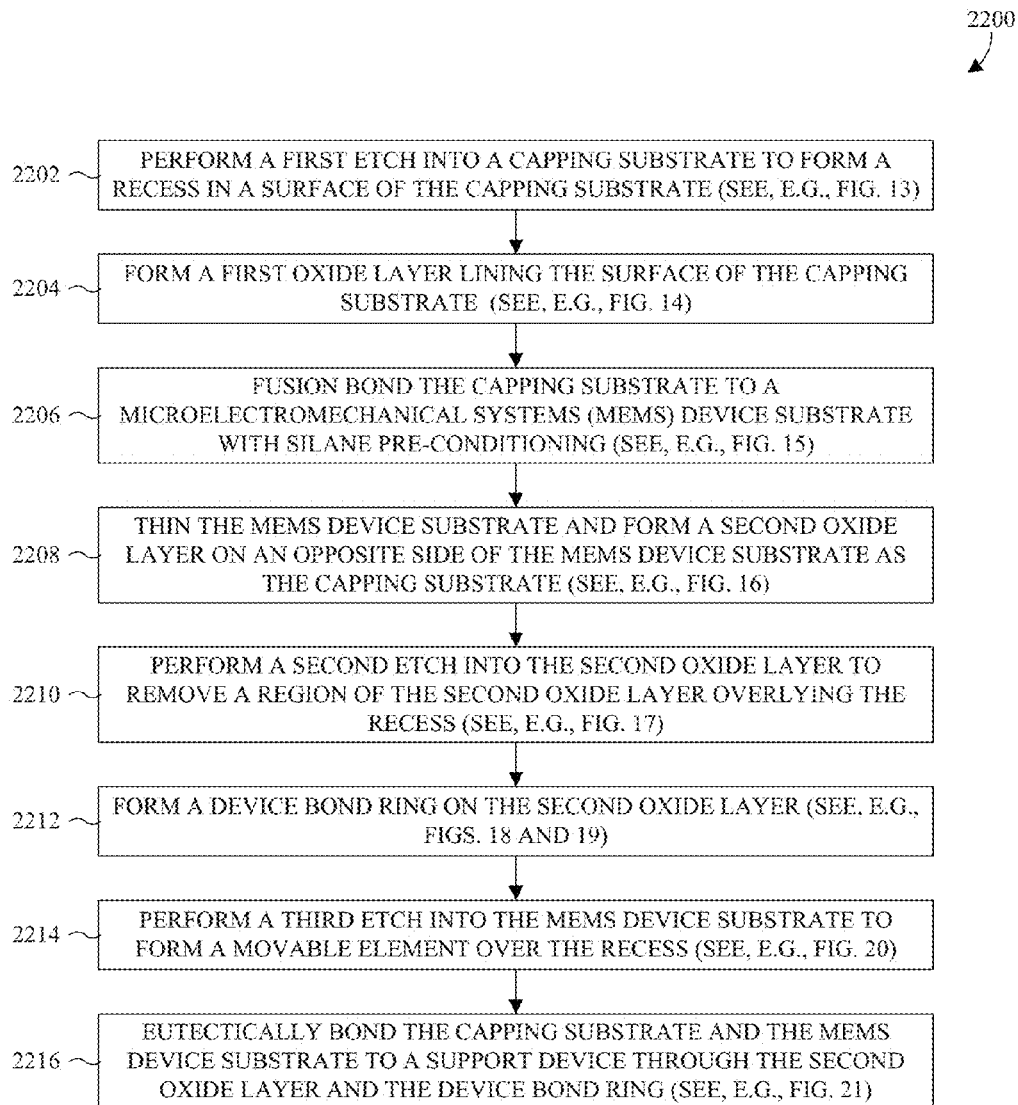 2200
2202
PERFORM A FIRST ETCH INTO A CAPPING SUBSTRATE TO FORM A
RECESS IN A SURFACE OF THE CAPPING SUBSTRATE (SEE, E.G., FIG. 13)
2204
FORM A FIRST OXIDE LAYER LINING THE SURFACE OF THE CAPPING
SUBSTRATE (SEE, E.G., FIG. 14)
2206
FUSION BOND THE CAPPING SUBSTRATE TO A
MICROELECTROMECHANICAL SYSTEMS (MEMS) DEVICE SUBSTRATE
WITH SILANE PRE-CONDITIONING (SEE, E.G., FIG. 15)
2208
THIN THE MEMS DEVICE SUBSTRATE AND FORM A SECOND OXIDE
LAYER ON AN OPPOSITE SIDE OF THE MEMS DEVICE SUBSTRATE AS
THE CAPPING SUBSTRATE (SEE, E.G., FIG. 16)
2210
PERFORM A SECOND ETCH INTO THE SECOND OXIDE LAYER TO
REMOVE A REGION OF THE SECOND OXIDE LAYER OVERLYING THE
RECESS (SEE, E.G., FIG. 17)
2212
FORM A DEVICE BOND RING ON THE SECOND OXIDE LAYER (SEE, E.G.,
FIGS. 18 AND 19)
2214
PERFORM A THIRD ETCH INTO THE MEMS DEVICE SUBSTRATE TO
FORM A MOVABLE ELEMENT OVER THE RECESS (SEE, E.G., FIG. 20)
2216
EUTECTICALLY BOND THE CAPPING SUBSTRATE AND THE MEMS
DEVICE SUBSTRATE TO A SUPPORT DEVICE THROUGH THE SECOND
OXIDE LAYER AND THE DEVICE BOND RING (SEE, E.G., FIG. 21)